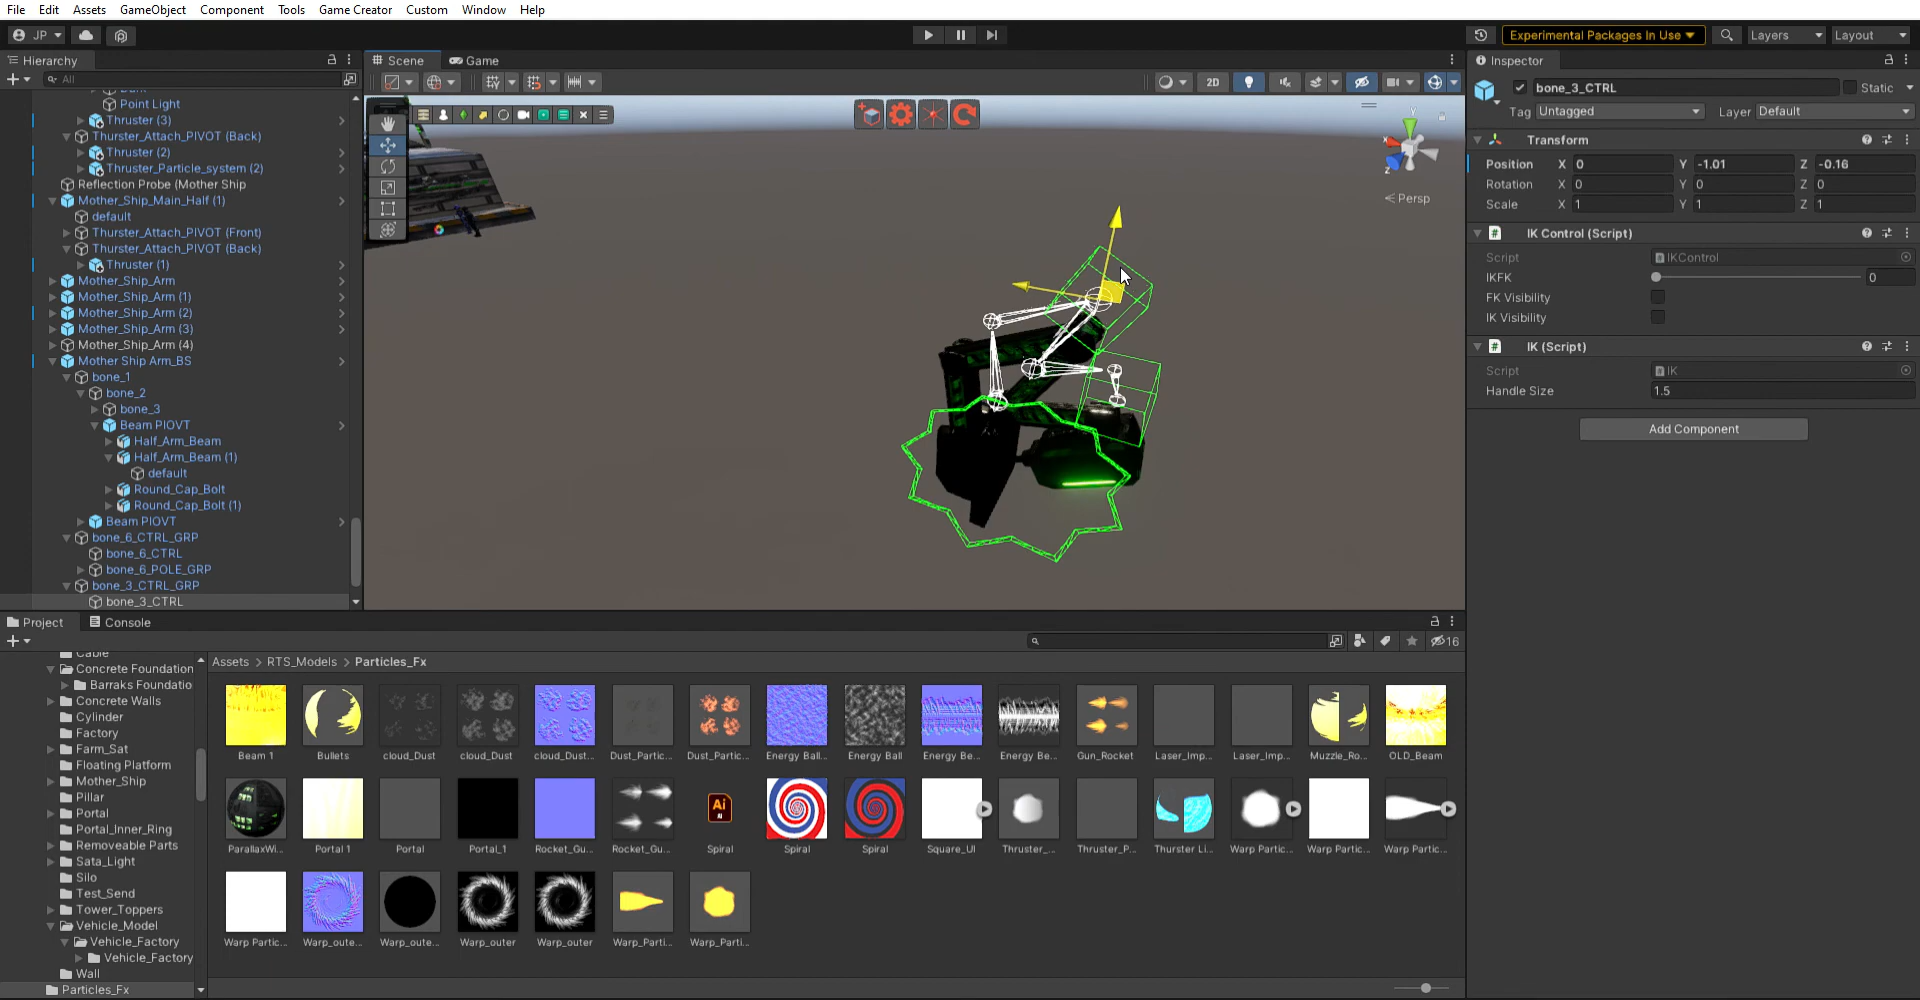 File Edit Assets GameObject Component Tools Game Creator Custom Window Help
JP
Experimental Packages In Use
Layers
Layout
Hierarchy
All
Point Light
Thruster (3)
Thurster_Attach_PIVOT (Back)
Thruster (2)
Thruster_Particle_system (2)
Reflection Probe (Mother Ship
Mother_Ship_Main_Half (1)
default
Thurster_Attach_PIVOT (Front)
Thurster_Attach_PIVOT (Back)
Thruster (1)
Mother_Ship_Arm
Mother_Ship_Arm (1)
Mother_Ship_Arm (2)
Mother_Ship_Arm (3)
Mother_Ship_Arm (4)
Mother Ship Arm_BS
bone_1
bone_2
bone_3
Beam PIOVT
Half_Arm_Beam
Half_Arm_Beam (1)
default
Round_Cap_Bolt
Round_Cap_Bolt (1)
Beam PIOVT
bone_6_CTRL_GRP
bone_6_CTRL
bone_6_POLE_GRP
bone_3_CTRL_GRP
bone_3_CTRL
Scene Game
2D
Y
X
Z
< Persp
Inspector
bone_3_CTRL
Static
Tag Untagged Layer Default
Transform
Position X 0 Y -1.01 Z -0.16
Rotation X 0 Y 0 Z 0
Scale X 1 Y 1 Z 1
IK Control (Script)
Script IKControl
IKFK 0
FK Visibility
IK Visibility
IK (Script)
Script IK
Handle Size 1.5
Add Component
Project Console
16
Cable
Concrete Foundation
Barraks Foundatio
Concrete Walls
Cylinder
Factory
Farm_Sat
Floating Platform
Mother_Ship
Pillar
Portal
Portal_Inner_Ring
Removeable Parts
Sata_Light
Silo
Test_Send
Tower_Toppers
Vehicle_Model
Vehicle_Factory
Vehicle_Factory
Wall
Particles_Fx
Assets > RTS_Models > Particles_Fx
Beam 1 Bullets cloud_Dust cloud_Dust cloud_Dust... Dust_Partic... Dust_Partic... Energy Ball... Energy Ball Energy Be... Energy Be... Gun_Rocket Laser_Imp... Laser_Imp... Muzzle_Ro... OLD_Beam
Ai
AI
ParallaxWi... Portal 1 Portal Portal_1 Rocket_Gu... Rocket_Gu... Spiral Spiral Spiral Square_UI Thruster_... Thruster_P... Thurster Li... Warp Partic... Warp Partic... Warp Partic...
Warp Partic... Warp_oute... Warp_oute... Warp_outer Warp_outer Warp_Parti... Warp_Parti...